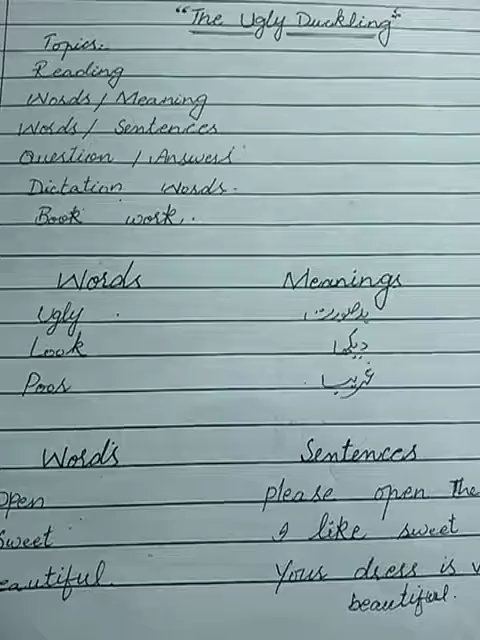 "The Ugly Duckling"
Topics:
Reading
Words / Meaning
Words / Sentences
Question / Answers
Dictation Words.
Book work.
Words Meanings
Ugly بدصورت
Look دیکھا
Poor غریب
Words Sentences
Open please open The
Sweet I like sweet
eautiful. Your dress is v
beautiful.